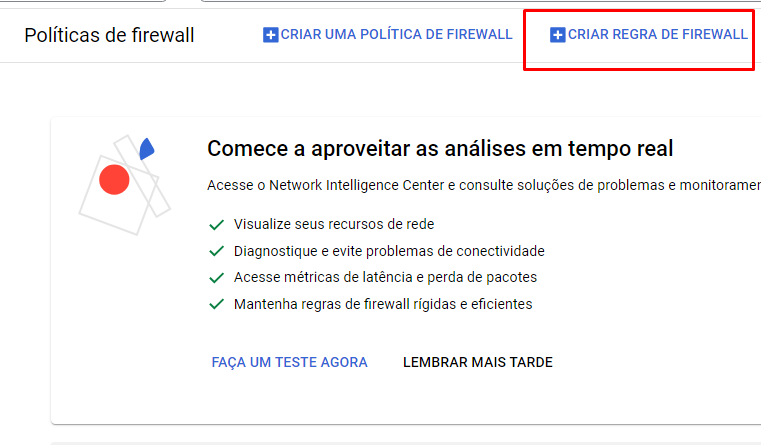 Políticas de firewall
CRIAR UMA POLÍTICA DE FIREWALL
CRIAR REGRA DE FIREWALL
Comece a aproveitar as análises em tempo real
Acesse o Network Intelligence Center e consulte soluções de problemas e
Visualize seus recursos de rede
Diagnostique e evite problemas de conectividade
Acesse métricas de latência e perda de pacotes
Mantenha regras de firewall rígidas e eficientes
FAÇA UM TESTE AGORA
LEMBRAR MAIS TARDE